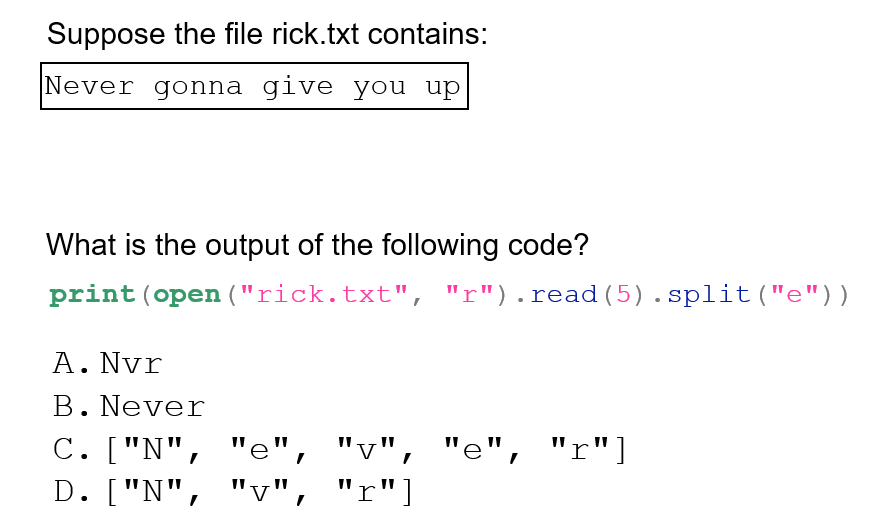 Suppose the file rick.txt contains:
Never gonna give you up
What is the output of the following code?
print(open("rick.txt", "r").read(5).split("e"))
A. Nvr
B. Never
C. ["N", "e", "v", "e", "r"]
D. ["N", "v", "r"]